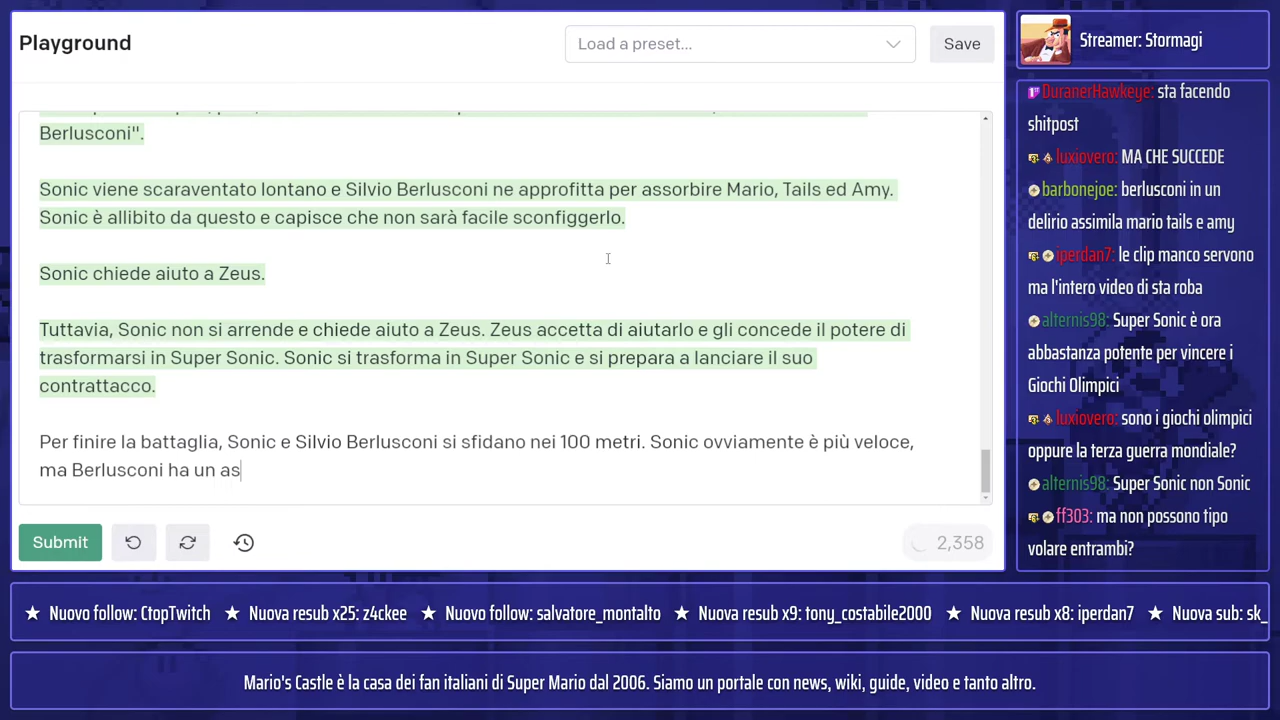 Playground
Load a preset...
Save
Berlusconi".
Sonic viene scaraventato lontano e Silvio Berlusconi ne approfitta per assorbire Mario, Tails ed Amy.
Sonic è allibito da questo e capisce che non sarà facile sconfiggerlo.
Sonic chiede aiuto a Zeus.
Tuttavia, Sonic non si arrende e chiede aiuto a Zeus. Zeus accetta di aiutarlo e gli concede il potere di
trasformarsi in Super Sonic. Sonic si trasforma in Super Sonic e si prepara a lanciare il suo
contrattacco.
Per finire la battaglia, Sonic e Silvio Berlusconi si sfidano nei 100 metri. Sonic ovviamente è più veloce,
ma Berlusconi ha un as
Submit
2,358
Streamer: Stormagi
DuranerHawkeye: sta facendo
shitpost
luxiovero: MA CHE SUCCEDE
barbonejoe: berlusconi in un
delirio assimila mario tails e amy
iperdan7: le clip manco servono
ma l'intero video di sta roba
alternis98: Super Sonic è ora
abbastanza potente per vincere i
Giochi Olimpici
luxiovero: sono i giochi olimpici
oppure la terza guerra mondiale?
alternis98: Super Sonic non Sonic
ff303: ma non possono tipo
volare entrambi?
★ Nuovo follow: CtopTwitch ★ Nuova resub x25: z4ckee ★ Nuovo follow: salvatore_montalto ★ Nuova resub x9: tony_costabile2000 ★ Nuova resub x8: iperdan7 ★ Nuova sub: sk_
Mario's Castle è la casa dei fan italiani di Super Mario dal 2006. Siamo un portale con news, wiki, guide, video e tanto altro.